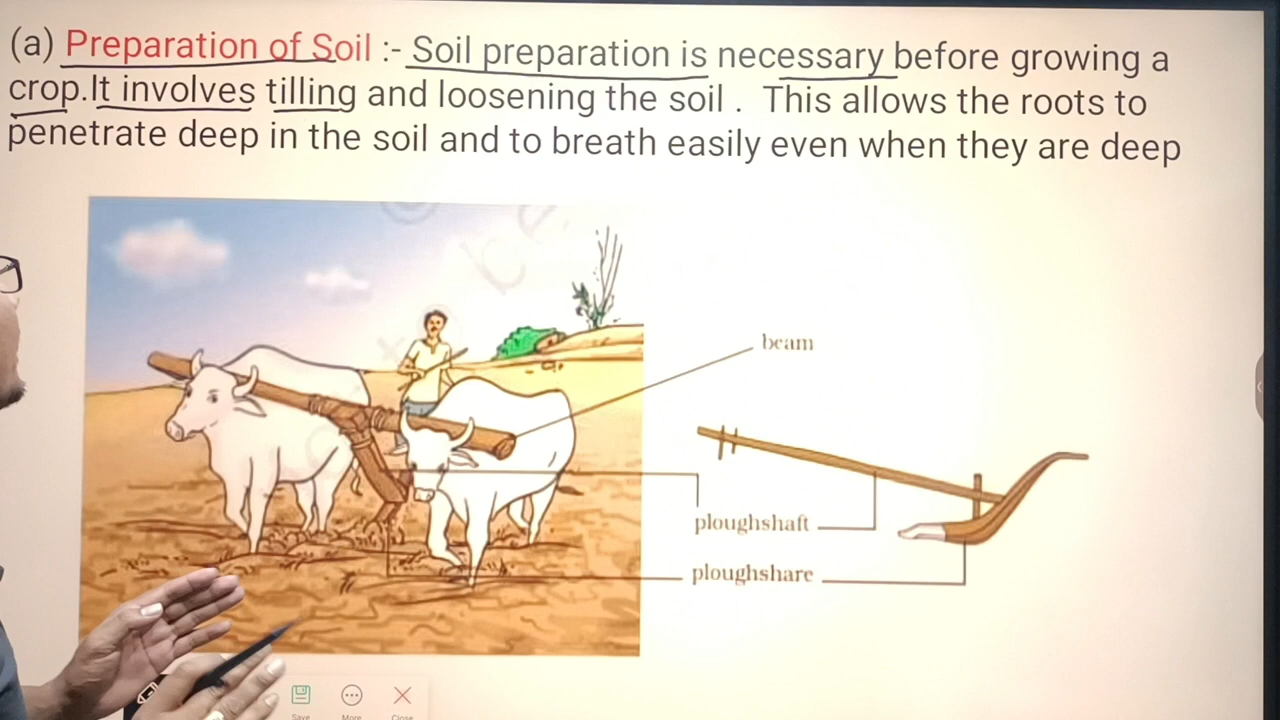 (a) Preparation of Soil :- Soil preparation is necessary before growing a
crop.It involves tilling and loosening the soil . This allows the roots to
penetrate deep in the soil and to breath easily even when they are deep
beam
ploughshaft
ploughshare
Save
More
Close